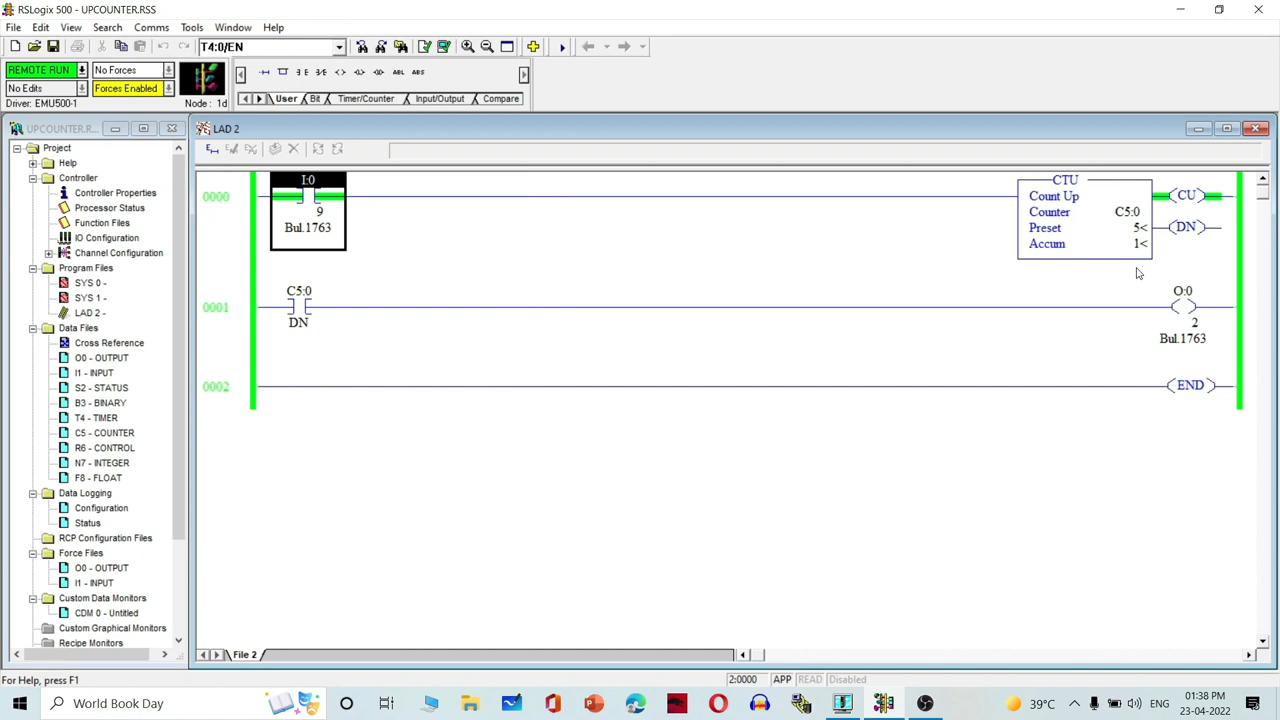 RSLogix 500 - UPCOUNTER.RSS
File Edit View Search Comms Tools Window Help
T4:0/EN
REMOTE RUN No Forces
No Edits Forces Enabled
Driver: EMU500-1 Node : 1d
ABL ABS
User Bit Timer/Counter Input/Output Compare
UPCOUNTER.R...
Project
Help
Controller
Controller Properties
Processor Status
Function Files
IO Configuration
Channel Configuration
Program Files
SYS 0 -
SYS 1 -
LAD 2 -
Data Files
Cross Reference
O0 - OUTPUT
I1 - INPUT
S2 - STATUS
B3 - BINARY
T4 - TIMER
C5 - COUNTER
R6 - CONTROL
N7 - INTEGER
F8 - FLOAT
Data Logging
Configuration
Status
RCP Configuration Files
Force Files
O0 - OUTPUT
I1 - INPUT
Custom Data Monitors
CDM 0 - Untitled
Custom Graphical Monitors
Recipe Monitors
LAD 2
0000
I:0
9
Bul.1763
CTU
Count Up
Counter C5:0
Preset 5<
Accum 1<
CU
DN
0001
C5:0
DN
O:0
2
Bul.1763
0002
END
File 2
For Help, press F1
2:0000 APP READ Disabled
World Book Day
39°C ENG 01:38 PM
23-04-2022